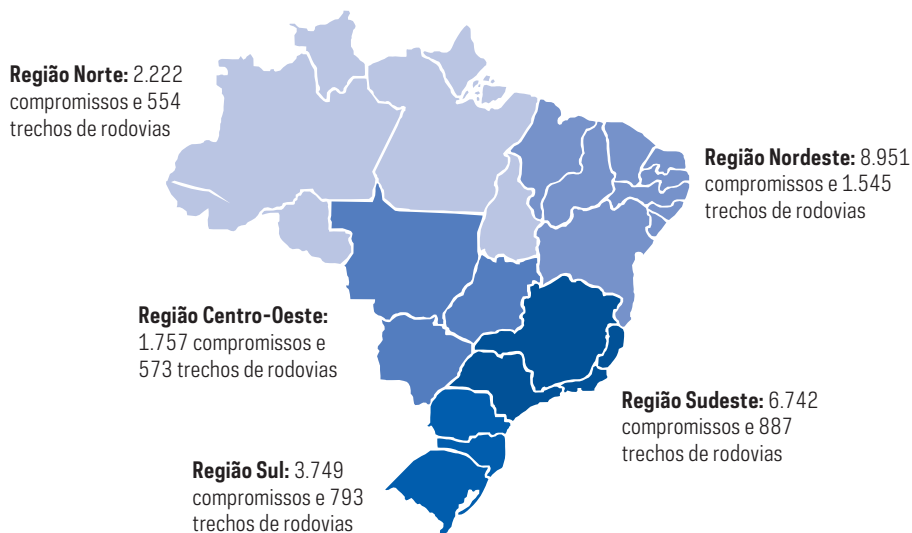 Região Norte: 2.222
compromissos e 554
trechos de rodovias
Região Nordeste: 8.951
compromissos e 1.545
trechos de rodovias
Região Centro-Oeste:
1.757 compromissos e
573 trechos de rodovias
Região Sudeste: 6.742
compromissos e 887
trechos de rodovias
Região Sul: 3.749
compromissos e 793
trechos de rodovias